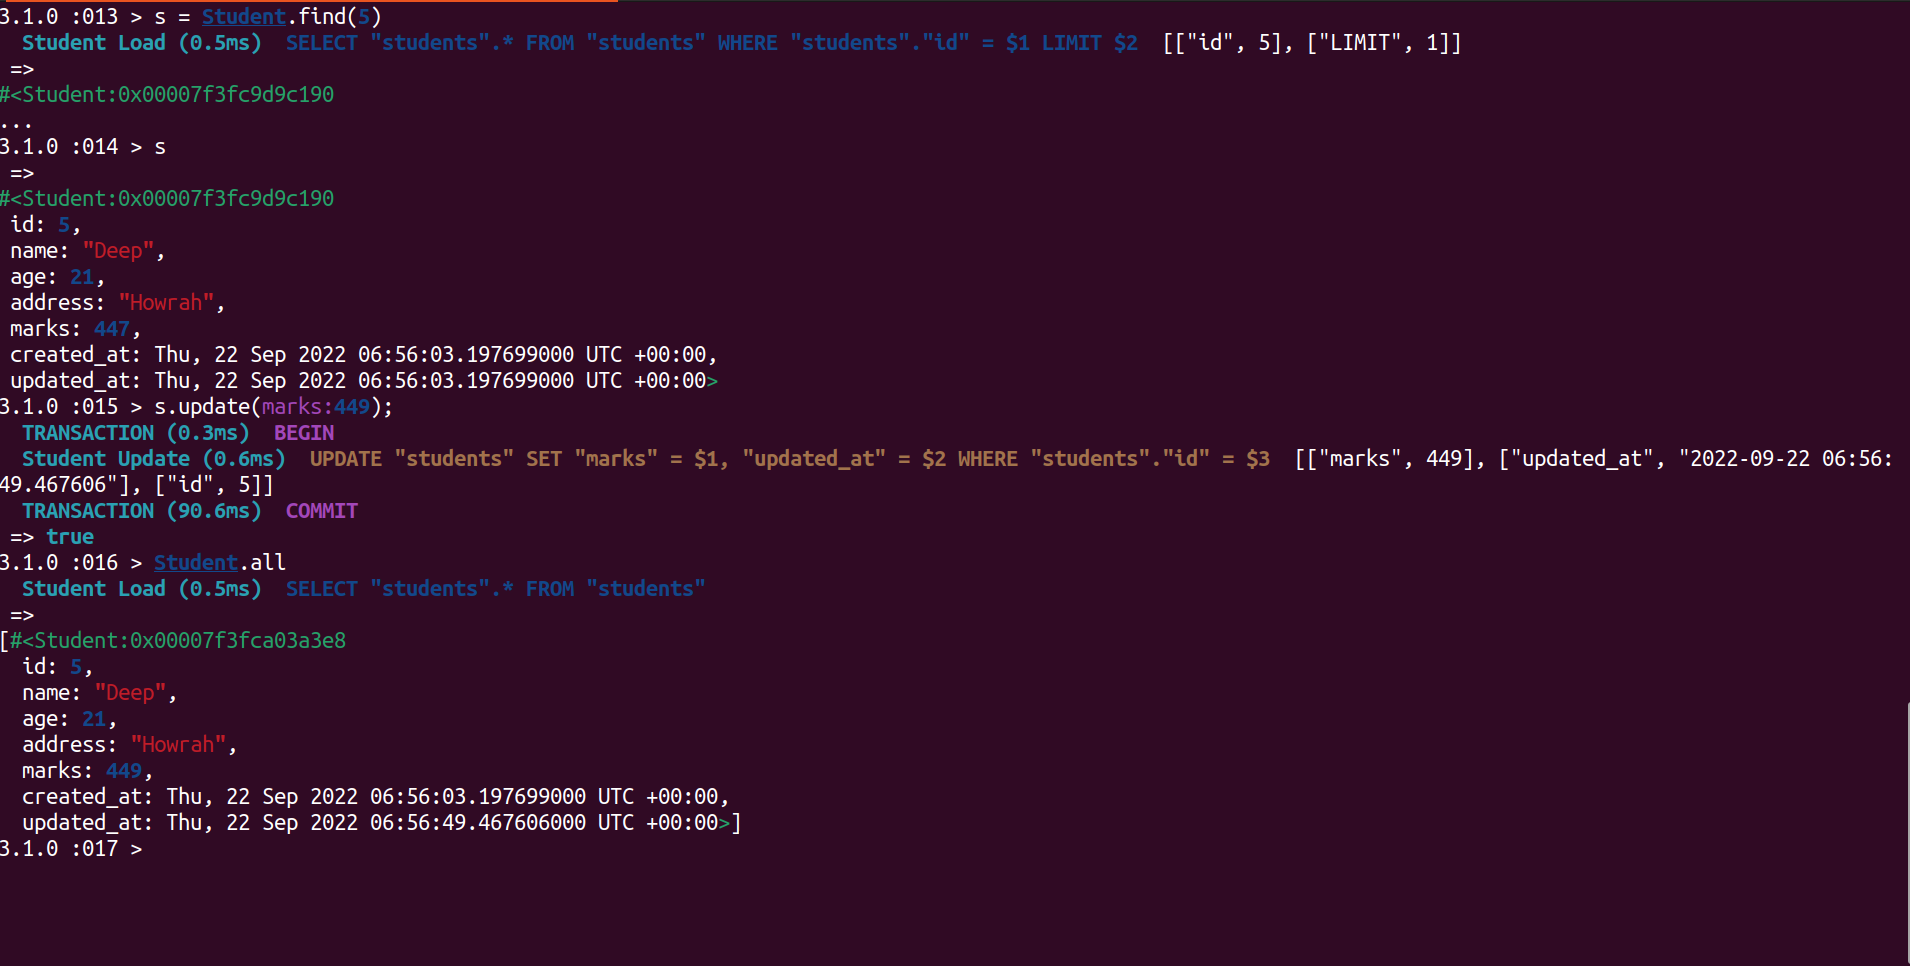 3.1.0 :013 > s = Student.find(5)
  Student Load (0.5ms)  SELECT "students".* FROM "students" WHERE "students"."id" = $1 LIMIT $2  [["id", 5], ["LIMIT", 1]]
 =>
#<Student:0x00007f3fc9d9c190
...
3.1.0 :014 > s
 =>
#<Student:0x00007f3fc9d9c190
 id: 5,
 name: "Deep",
 age: 21,
 address: "Howrah",
 marks: 447,
 created_at: Thu, 22 Sep 2022 06:56:03.197699000 UTC +00:00,
 updated_at: Thu, 22 Sep 2022 06:56:03.197699000 UTC +00:00>
3.1.0 :015 > s.update(marks:449);
  TRANSACTION (0.3ms)  BEGIN
  Student Update (0.6ms)  UPDATE "students" SET "marks" = $1, "updated_at" = $2 WHERE "students"."id" = $3  [["marks", 449], ["updated_at", "2022-09-22 06:56:
49.467606"], ["id", 5]]
  TRANSACTION (90.6ms)  COMMIT
 => true
3.1.0 :016 > Student.all
  Student Load (0.5ms)  SELECT "students".* FROM "students"
 =>
[#<Student:0x00007f3fca03a3e8
  id: 5,
  name: "Deep",
  age: 21,
  address: "Howrah",
  marks: 449,
  created_at: Thu, 22 Sep 2022 06:56:03.197699000 UTC +00:00,
  updated_at: Thu, 22 Sep 2022 06:56:49.467606000 UTC +00:00>]
3.1.0 :017 >